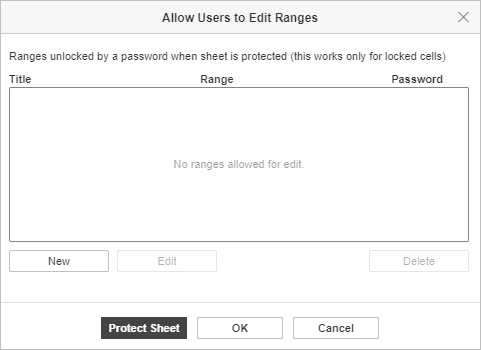 Allow Users to Edit Ranges
Ranges unlocked by a password when sheet is protected (this works only for locked cells)
Title Range Password
No ranges allowed for edit.
New Edit Delete
Protect Sheet OK Cancel